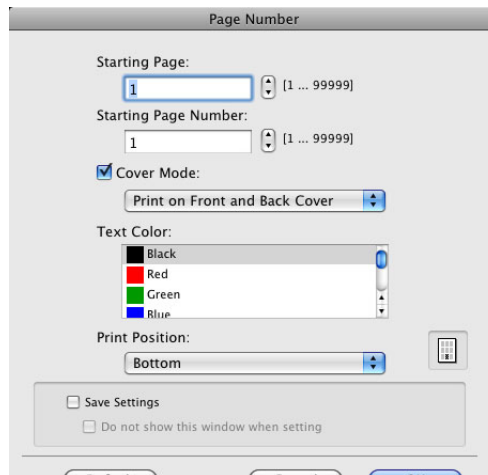 Page Number
Starting Page:
1 [1 ... 99999]
Starting Page Number:
1 [1 ... 99999]
Cover Mode:
Print on Front and Back Cover
Text Color:
Black
Red
Green
Blue
Print Position:
Bottom
Save Settings
Do not show this window when setting